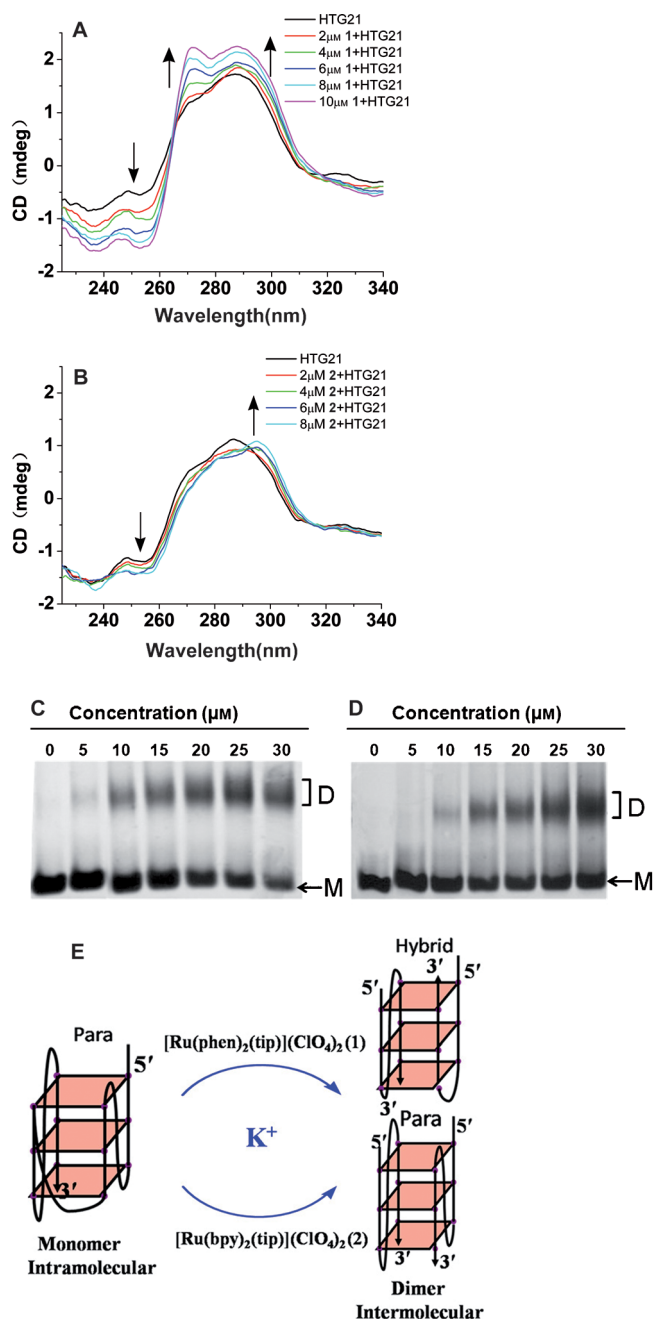 A
HTG21
2μM 1+HTG21
4μM 1+HTG21
6μM 1+HTG21
8μM 1+HTG21
10μM 1+HTG21
2
1
0
-1
-2
CD (mdeg)
240 260 280 300 320 340
Wavelength(nm)
B
HTG21
2μM 2+HTG21
4μM 2+HTG21
6μM 2+HTG21
8μM 2+HTG21
2
1
0
-1
-2
CD (mdeg)
240 260 280 300 320 340
Wavelength(nm)
C
Concentration (μM)
0 5 10 15 20 25 30
D
M
D
Concentration (μM)
0 5 10 15 20 25 30
D
M
E
Para
5′
3′
Monomer
Intramolecular
[Ru(phen)₂(tip)](ClO₄)₂(1)
K⁺
[Ru(bpy)₂(tip)](ClO₄)₂(2)
Hybrid
5′ 3′ 5′
3′
Para
5′ 5′
3′ 3′
Dimer
Intermolecular